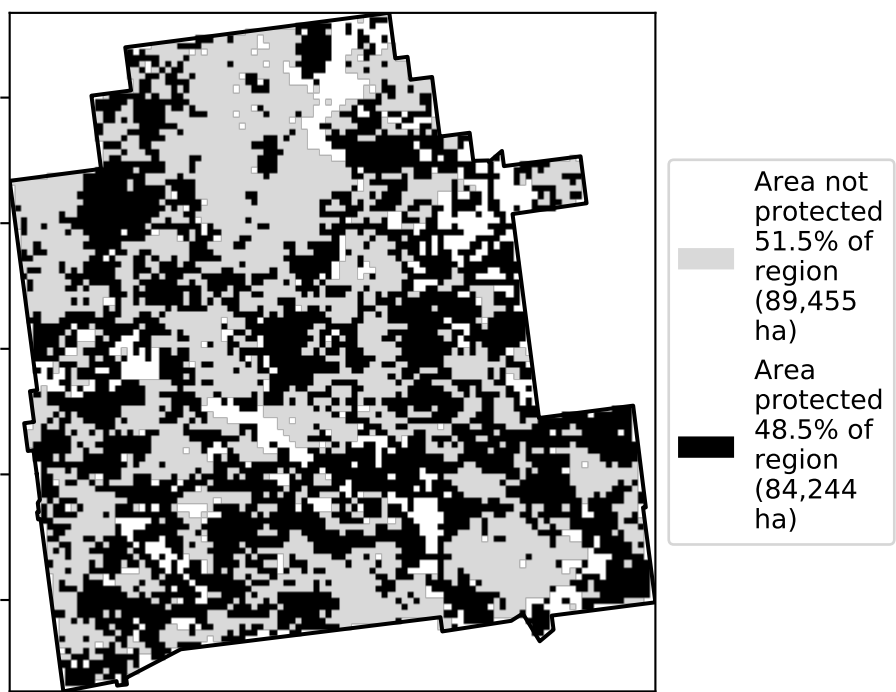 Area not
protected
51.5% of
region
(89,455
ha)
Area
protected
48.5% of
region
(84,244
ha)